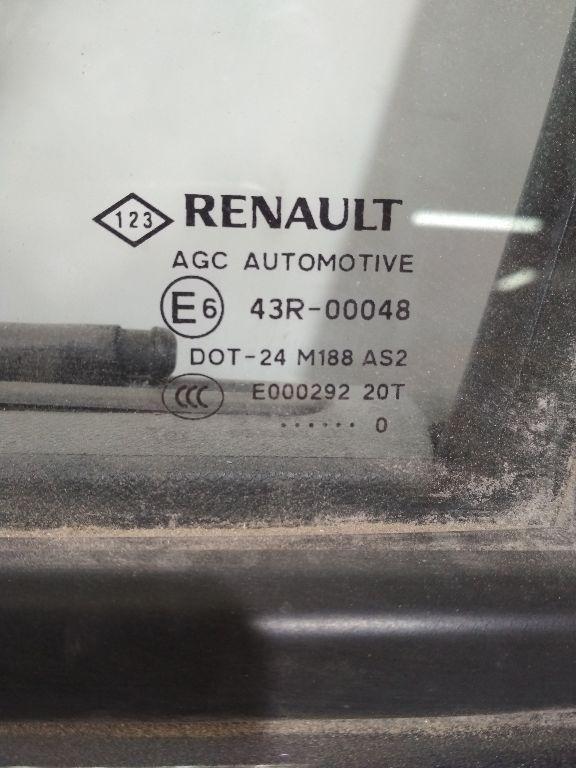 123 RENAULT
AGC AUTOMOTIVE
E6 43R-00048
DOT-24 M188 AS2
CCC E000292 20T
...... 0